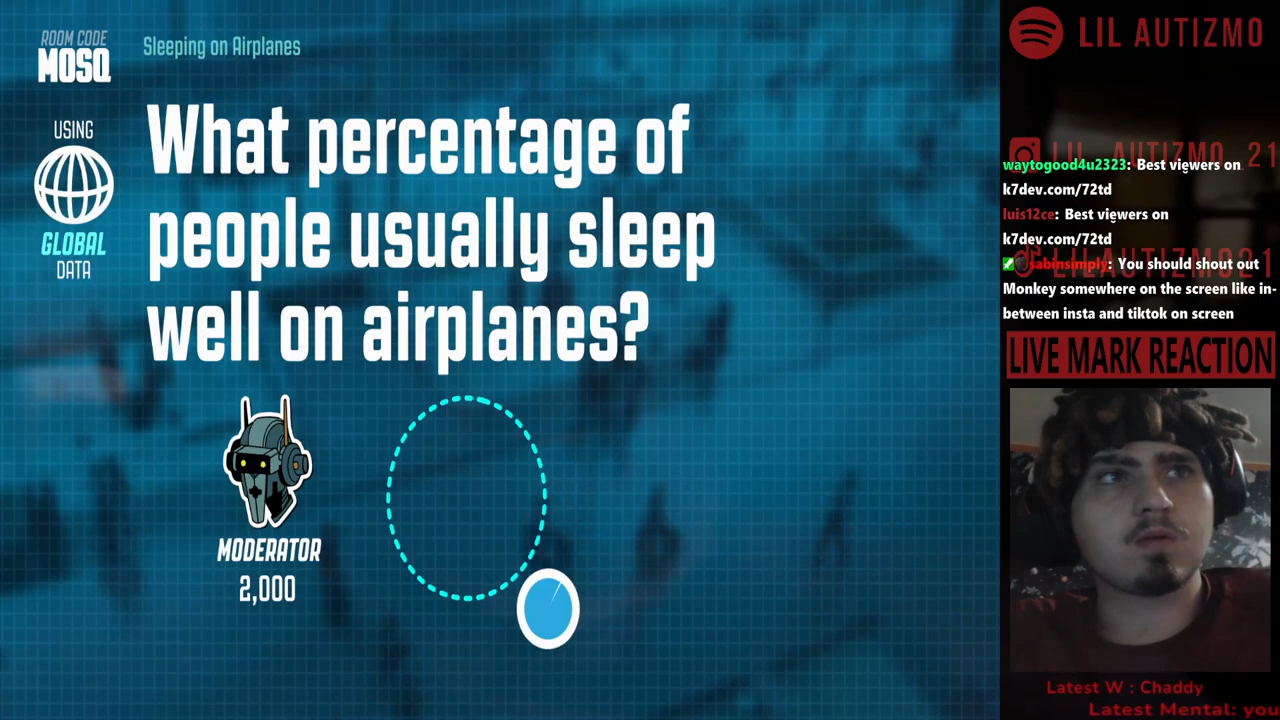 ROOM CODE
MOSQ
Sleeping on Airplanes
USING
GLOBAL
DATA
What percentage of
people usually sleep
well on airplanes?
MODERATOR
2,000
LIL AUTIZMO
LIL_AUTIZMO_21
waytogood4u2323: Best viewers on
k7dev.com/72td
luis12ce: Best viewers on
k7dev.com/72td
LILAUTIZMO21
sabinsimply: You should shout out
Monkey somewhere on the screen like in-
between insta and tiktok on screen
LIVE MARK REACTION
Latest W : Chaddy
Latest Mental: you